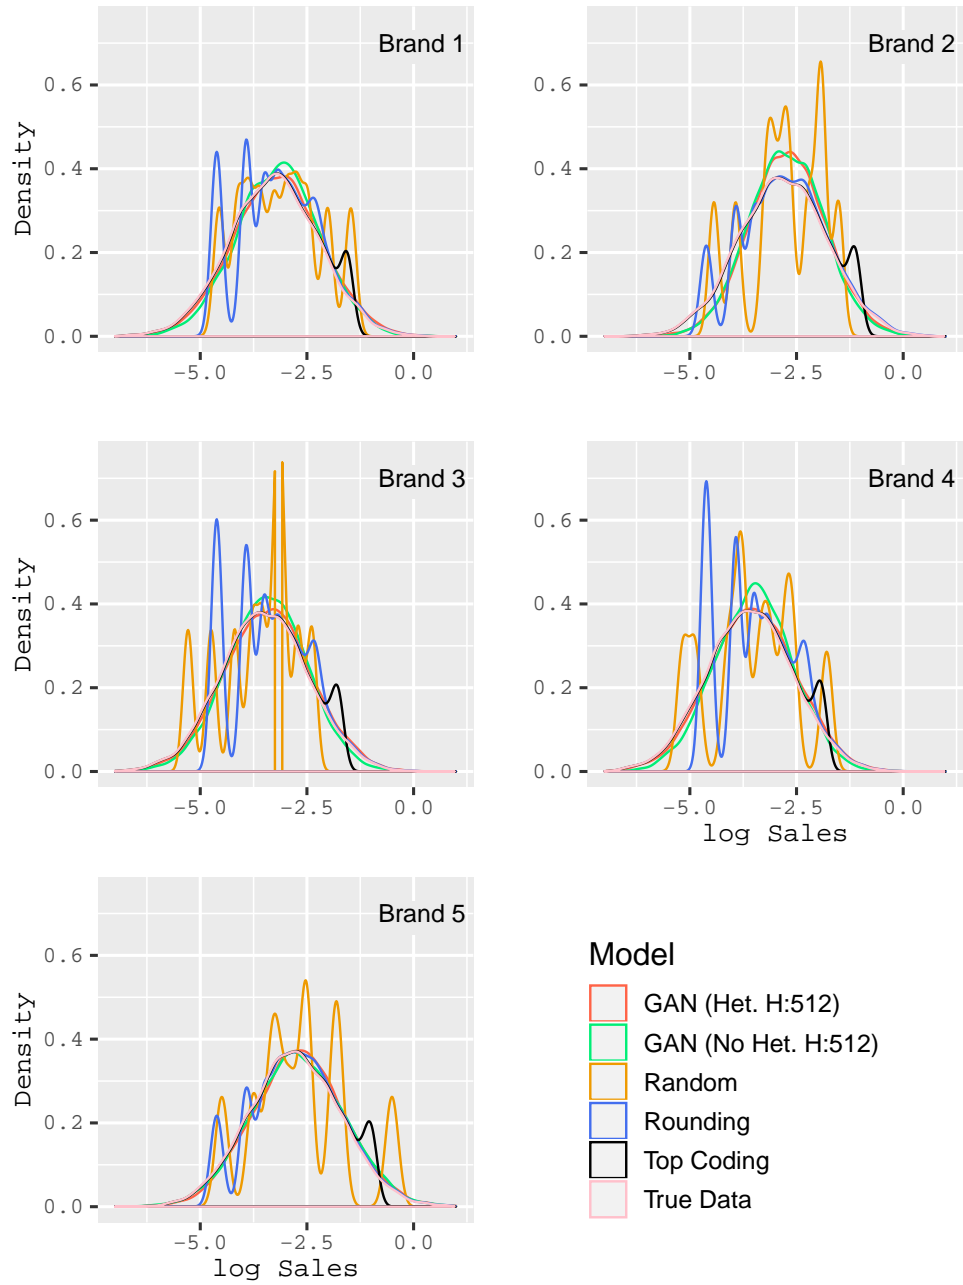 Brand 1
Density
0.6
0.4
0.2
0.0
−5.0 −2.5 0.0
Brand 2
0.6
0.4
0.2
0.0
−5.0 −2.5 0.0
Brand 3
Density
0.6
0.4
0.2
0.0
−5.0 −2.5 0.0
Brand 4
0.6
0.4
0.2
0.0
−5.0 −2.5 0.0
log Sales
Brand 5
Density
0.6
0.4
0.2
0.0
−5.0 −2.5 0.0
log Sales
Model
GAN (Het. H:512)
GAN (No Het. H:512)
Random
Rounding
Top Coding
True Data